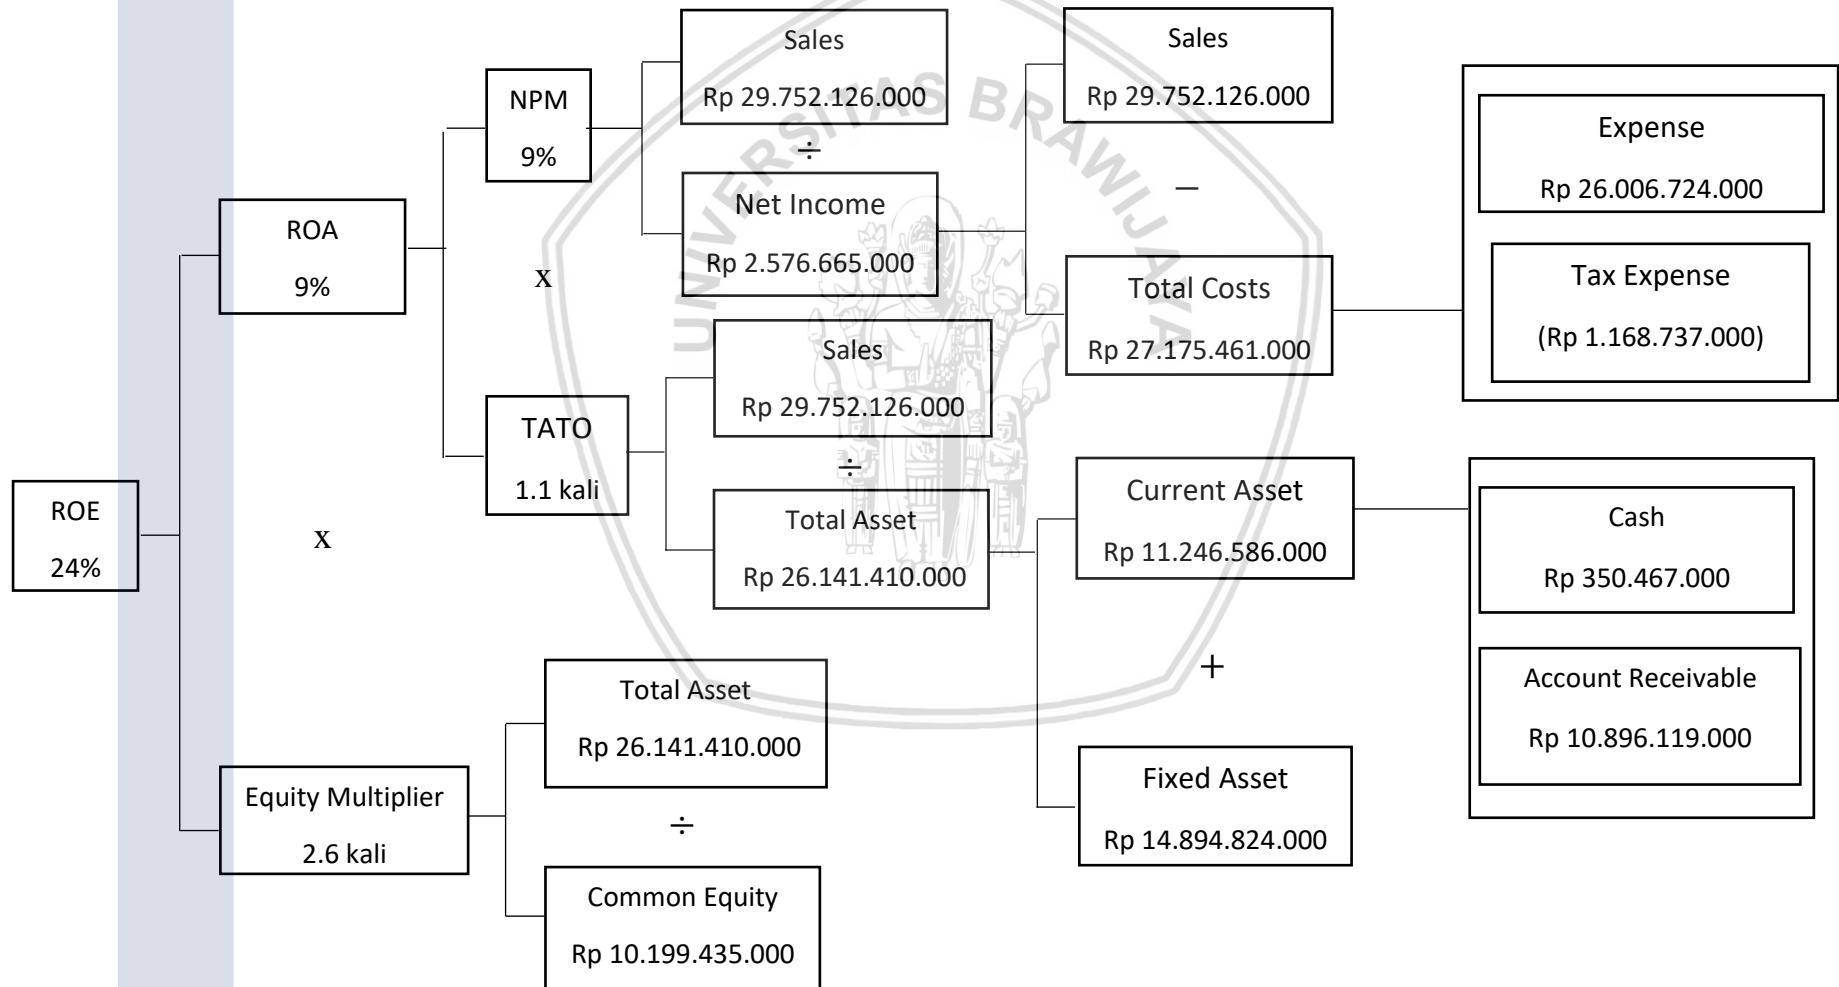 Sales
Rp 29.752.126.000
÷
Net Income
Rp 2.576.665.000
Sales
Rp 29.752.126.000
−
Total Costs
Rp 27.175.461.000
Expense
Rp 26.006.724.000
Tax Expense
(Rp 1.168.737.000)
NPM
9%
ROA
9%
x
TATO
1.1 kali
Sales
Rp 29.752.126.000
÷
Total Asset
Rp 26.141.410.000
Current Asset
Rp 11.246.586.000
+
Fixed Asset
Rp 14.894.824.000
Cash
Rp 350.467.000
Account Receivable
Rp 10.896.119.000
ROE
24%
x
Equity Multiplier
2.6 kali
Total Asset
Rp 26.141.410.000
÷
Common Equity
Rp 10.199.435.000
UNIVERSITAS BRAWIJAYA